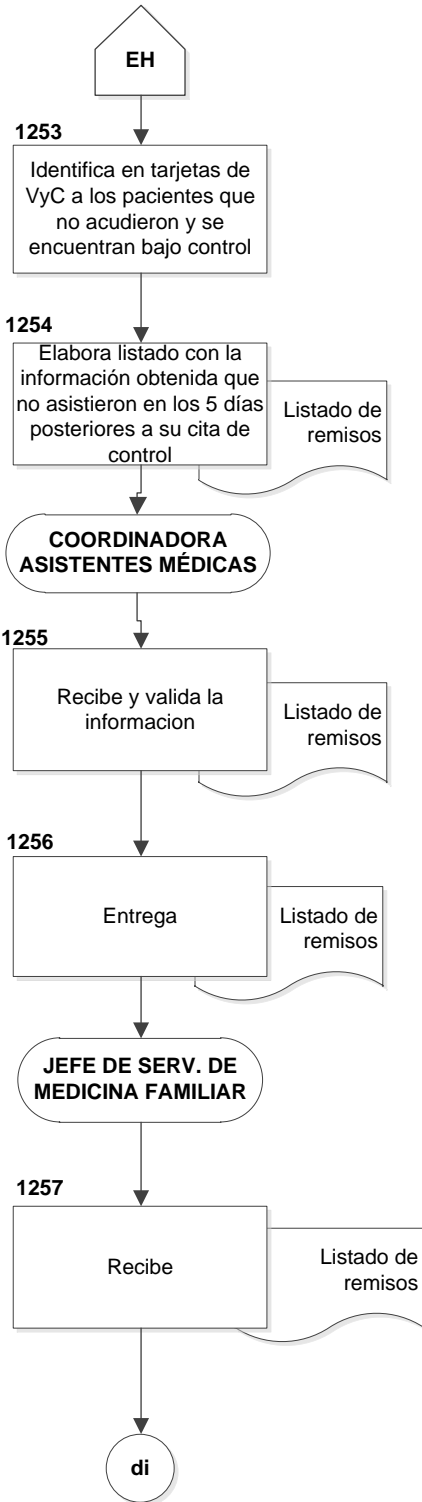 EH
1253
Identifica en tarjetas de
VyC a los pacientes que
no acudieron y se
encuentran bajo control
1254
Elabora listado con la
información obtenida que
no asistieron en los 5 días
posteriores a su cita de
control
Listado de
remisos
COORDINADORA
ASISTENTES MÉDICAS
1255
Recibe y valida la
informacion
Listado de
remisos
1256
Entrega
Listado de
remisos
JEFE DE SERV. DE
MEDICINA FAMILIAR
1257
Recibe
Listado de
remisos
di